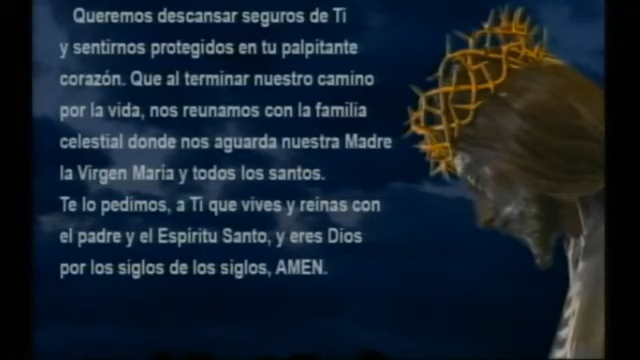 Queremos descansar seguros de Ti
y sentirnos protegidos en tu palpitante
corazón. Que al terminar nuestro camino
por la vida, nos reunamos con la familia
celestial donde nos aguarda nuestra Madre
la Virgen María y todos los santos.
Te lo pedimos, a Ti que vives y reinas con
el padre y el Espíritu Santo, y eres Dios
por los siglos de los siglos, AMEN.